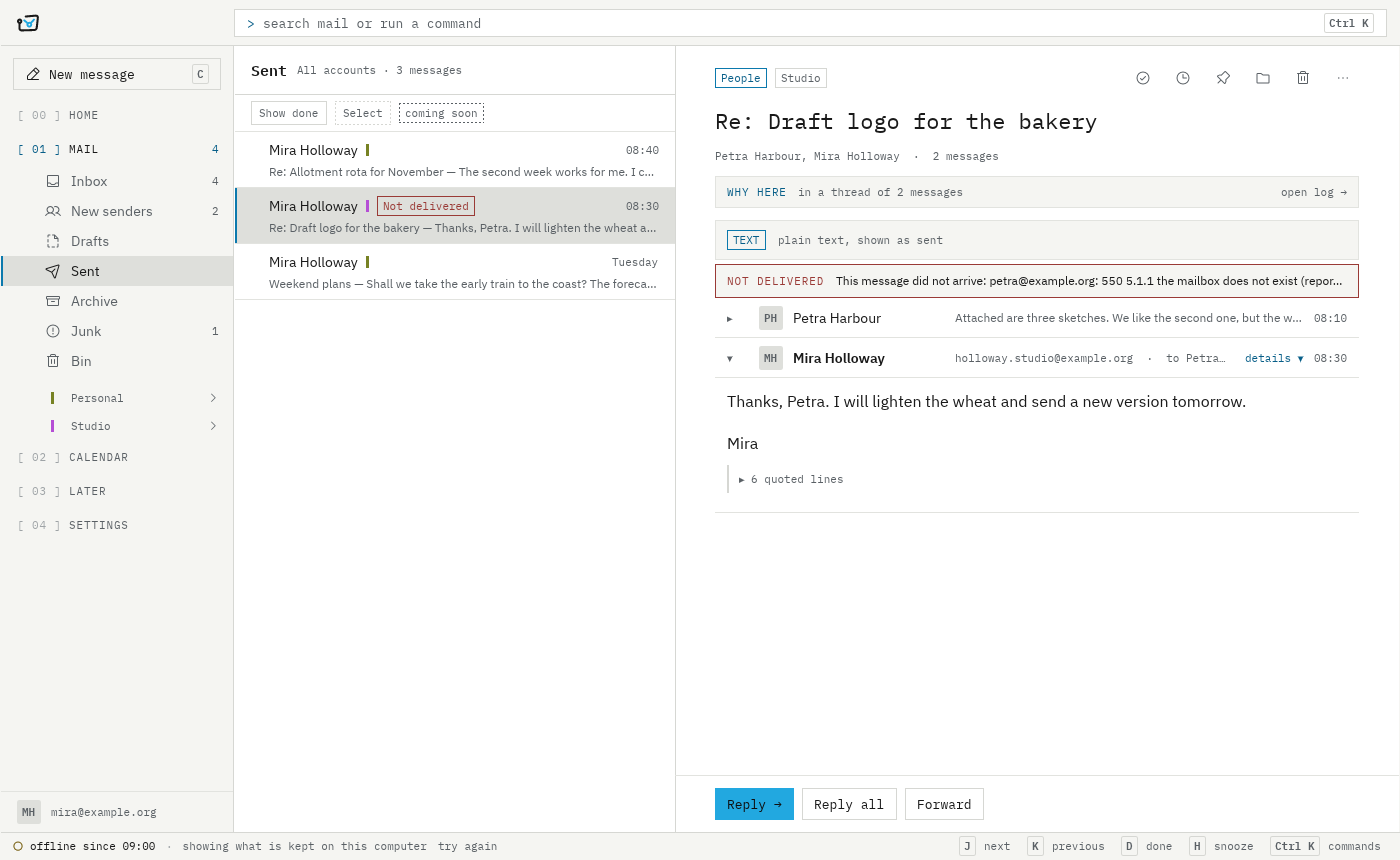 > search mail or run a command Ctrl K
New message C
[ 00 ] HOME
[ 01 ] MAIL 4
Inbox 4
New senders 2
Drafts
Sent
Archive
Junk 1
Bin
Personal
Studio
[ 02 ] CALENDAR
[ 03 ] LATER
[ 04 ] SETTINGS
MH mira@example.org
Sent All accounts · 3 messages
Show done Select coming soon
Mira Holloway 08:40
Re: Allotment rota for November — The second week works for me. I c…
Mira Holloway Not delivered 08:30
Re: Draft logo for the bakery — Thanks, Petra. I will lighten the wheat a…
Mira Holloway Tuesday
Weekend plans — Shall we take the early train to the coast? The foreca…
People Studio
Re: Draft logo for the bakery
Petra Harbour, Mira Holloway · 2 messages
WHY HERE in a thread of 2 messages open log →
TEXT plain text, shown as sent
NOT DELIVERED This message did not arrive: petra@example.org: 550 5.1.1 the mailbox does not exist (repor…
▸ PH Petra Harbour Attached are three sketches. We like the second one, but the w… 08:10
▾ MH Mira Holloway holloway.studio@example.org · to Petra… details ▾ 08:30
Thanks, Petra. I will lighten the wheat and send a new version tomorrow.
Mira
▸ 6 quoted lines
Reply → Reply all Forward
offline since 09:00 · showing what is kept on this computer try again
J next K previous D done H snooze Ctrl K commands